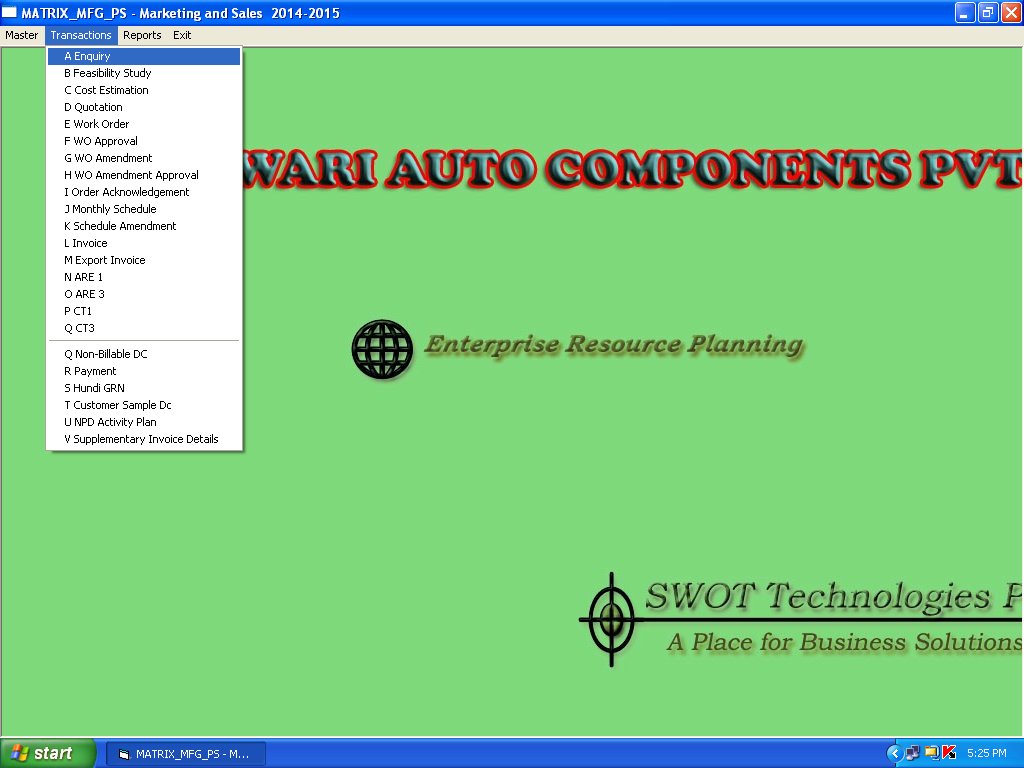 MATRIX_MFG_PS - Marketing and Sales 2014-2015
Master Transactions Reports Exit
A Enquiry
B Feasibility Study
C Cost Estimation
D Quotation
E Work Order
F WO Approval
G WO Amendment
H WO Amendment Approval
I Order Acknowledgement
J Monthly Schedule
K Schedule Amendment
L Invoice
M Export Invoice
N ARE 1
O ARE 3
P CT1
Q CT3
Q Non-Billable DC
R Payment
S Hundi GRN
T Customer Sample Dc
U NPD Activity Plan
V Supplementary Invoice Details
WARI AUTO COMPONENTS PVT
Enterprise Resource Planning
SWOT Technologies P
A Place for Business Solutions
start
MATRIX_MFG_PS - M...
5:25 PM